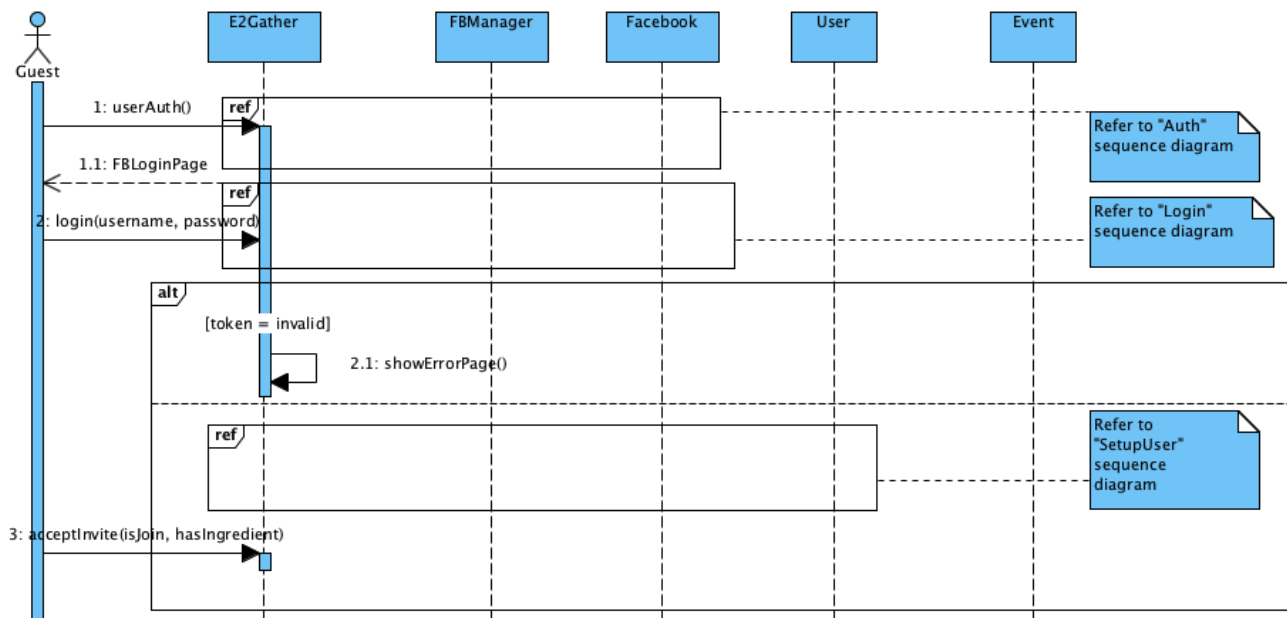 E2Gather
FBManager
Facebook
User
Event
Guest
1: userAuth()
ref
Refer to "Auth"
sequence diagram
1.1: FBLoginPage
ref
Refer to "Login"
sequence diagram
2: login(username, password)
alt
[token = invalid]
2.1: showErrorPage()
Refer to
"SetupUser"
sequence
diagram
ref
3: acceptInvite(isJoin, hasIngredient)